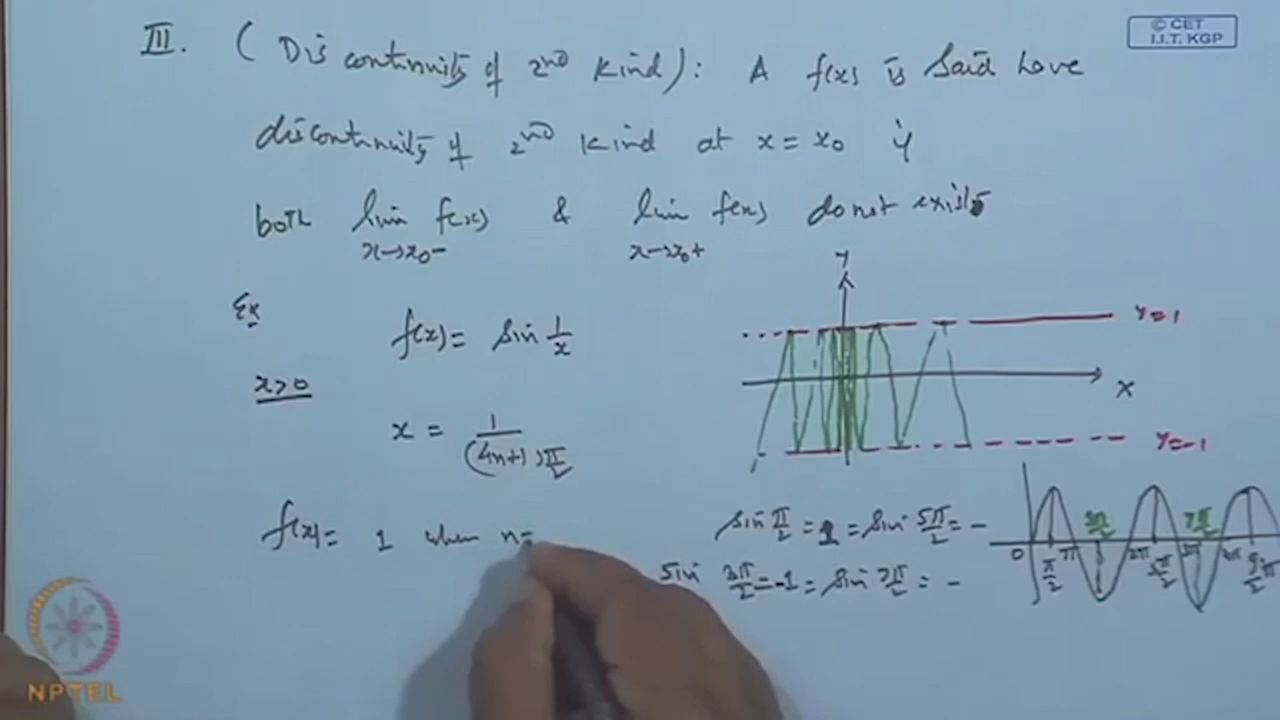 © CET
I.I.T. KGP
III. (Discontinuity of 2nd Kind): A f(x) is Said have
discontinuity of 2nd Kind at x = x0 if
both lim f(x) & lim f(x) do not exists
x→x0- x→x0+
Ex f(x) = sin 1/x
x>0
x = 1/(4n+1)π/2
f(x) = 1 when n=
Y
y=1
X
y=-1
sin π/2 = 1 = sin 5π/2 = -
sin 3π/2 = -1 = sin 7π/2 = -
3π/2 7π/2
0 π/2 π 2π 5π/2 3π 4π
NPTEL